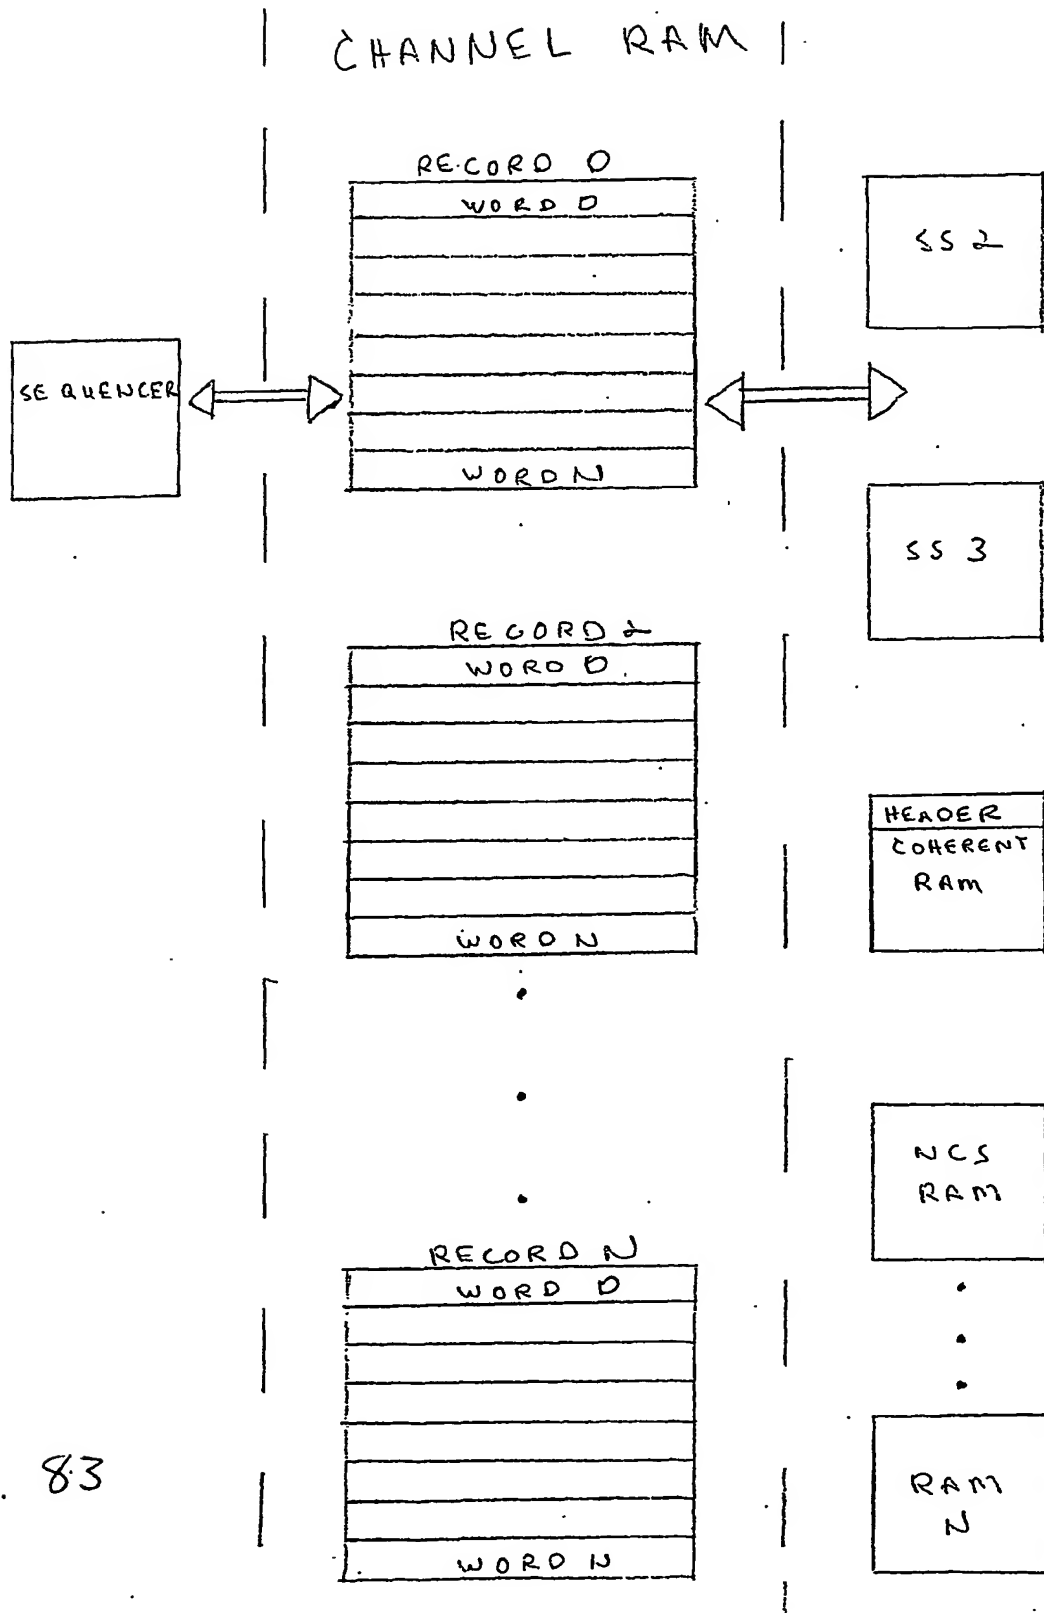 CHANNEL RAM
RECORD 0
WORD 0
WORD N
SEQUENCER
SS 2
SS 3
RECORD 2
WORD 0
WORD N
HEADER
COHERENT
RAM
NCS
RAM
RECORD N
WORD 0
WORD N
RAM
N
83